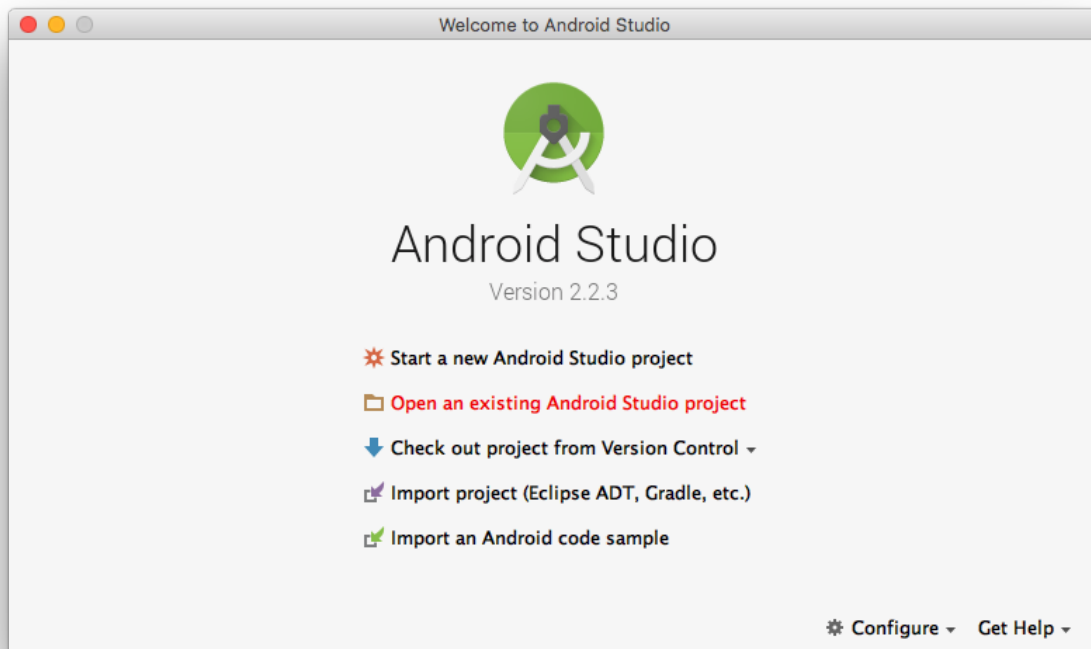 Welcome to Android Studio
Android Studio
Version 2.2.3
Start a new Android Studio project
Open an existing Android Studio project
Check out project from Version Control
Import project (Eclipse ADT, Gradle, etc.)
Import an Android code sample
Configure Get Help